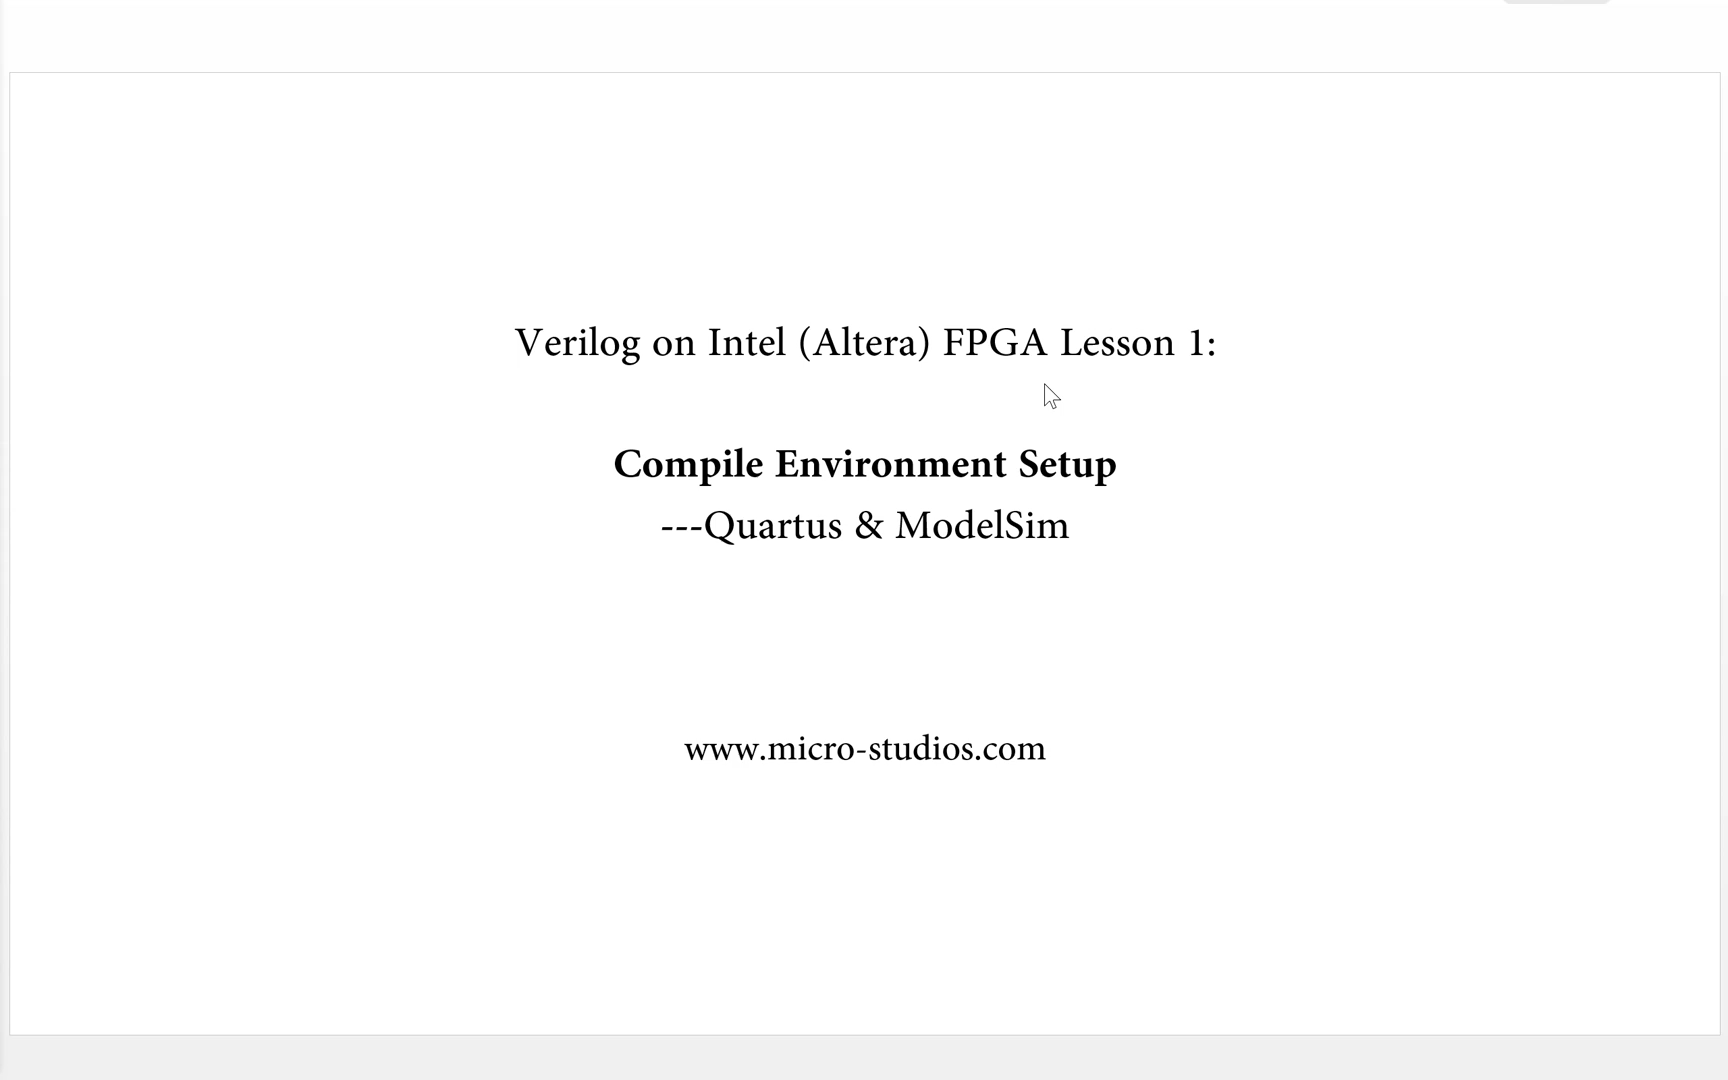 Verilog on Intel (Altera) FPGA Lesson 1:
Compile Environment Setup
---Quartus & ModelSim
www.micro-studios.com